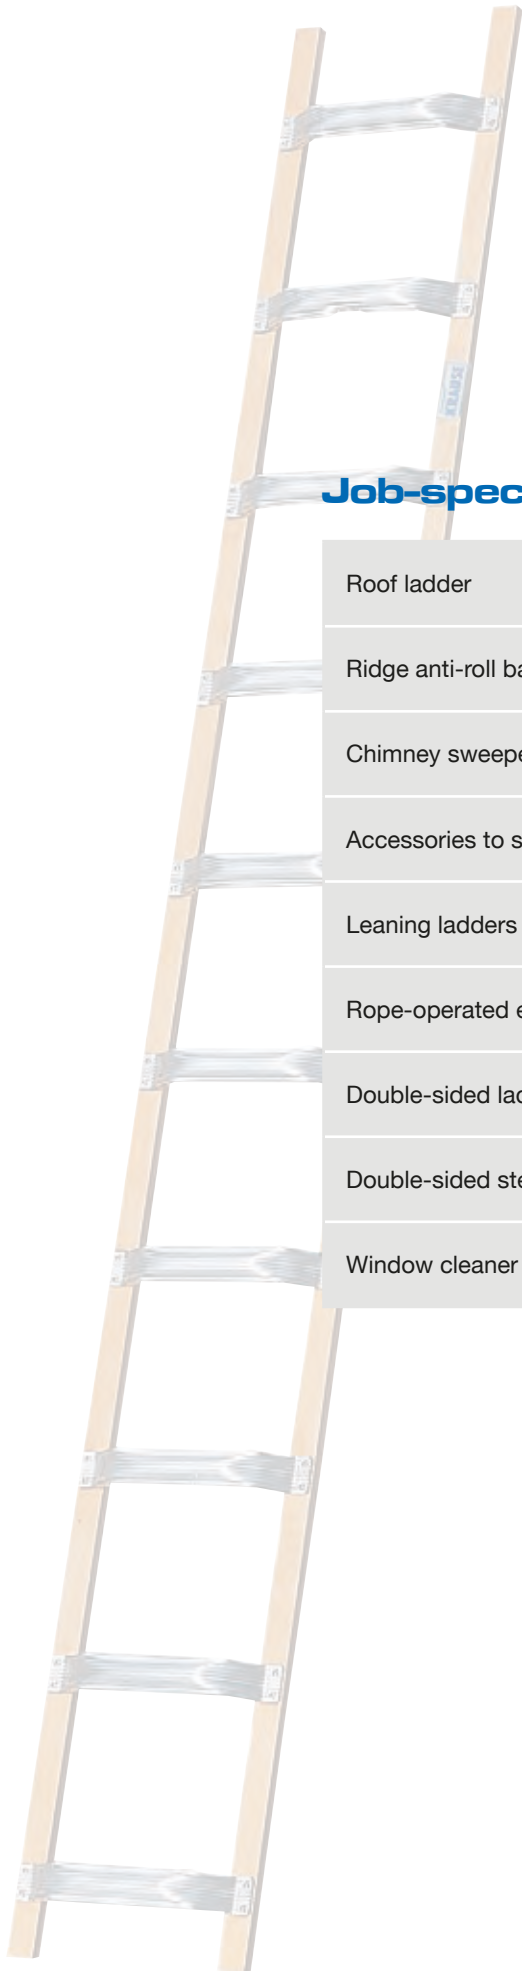 KRAUSE
Job-spec
Roof ladder
Ridge anti-roll ba
Chimney sweepe
Accessories to s
Leaning ladders
Rope-operated e
Double-sided lad
Double-sided ste
Window cleaner